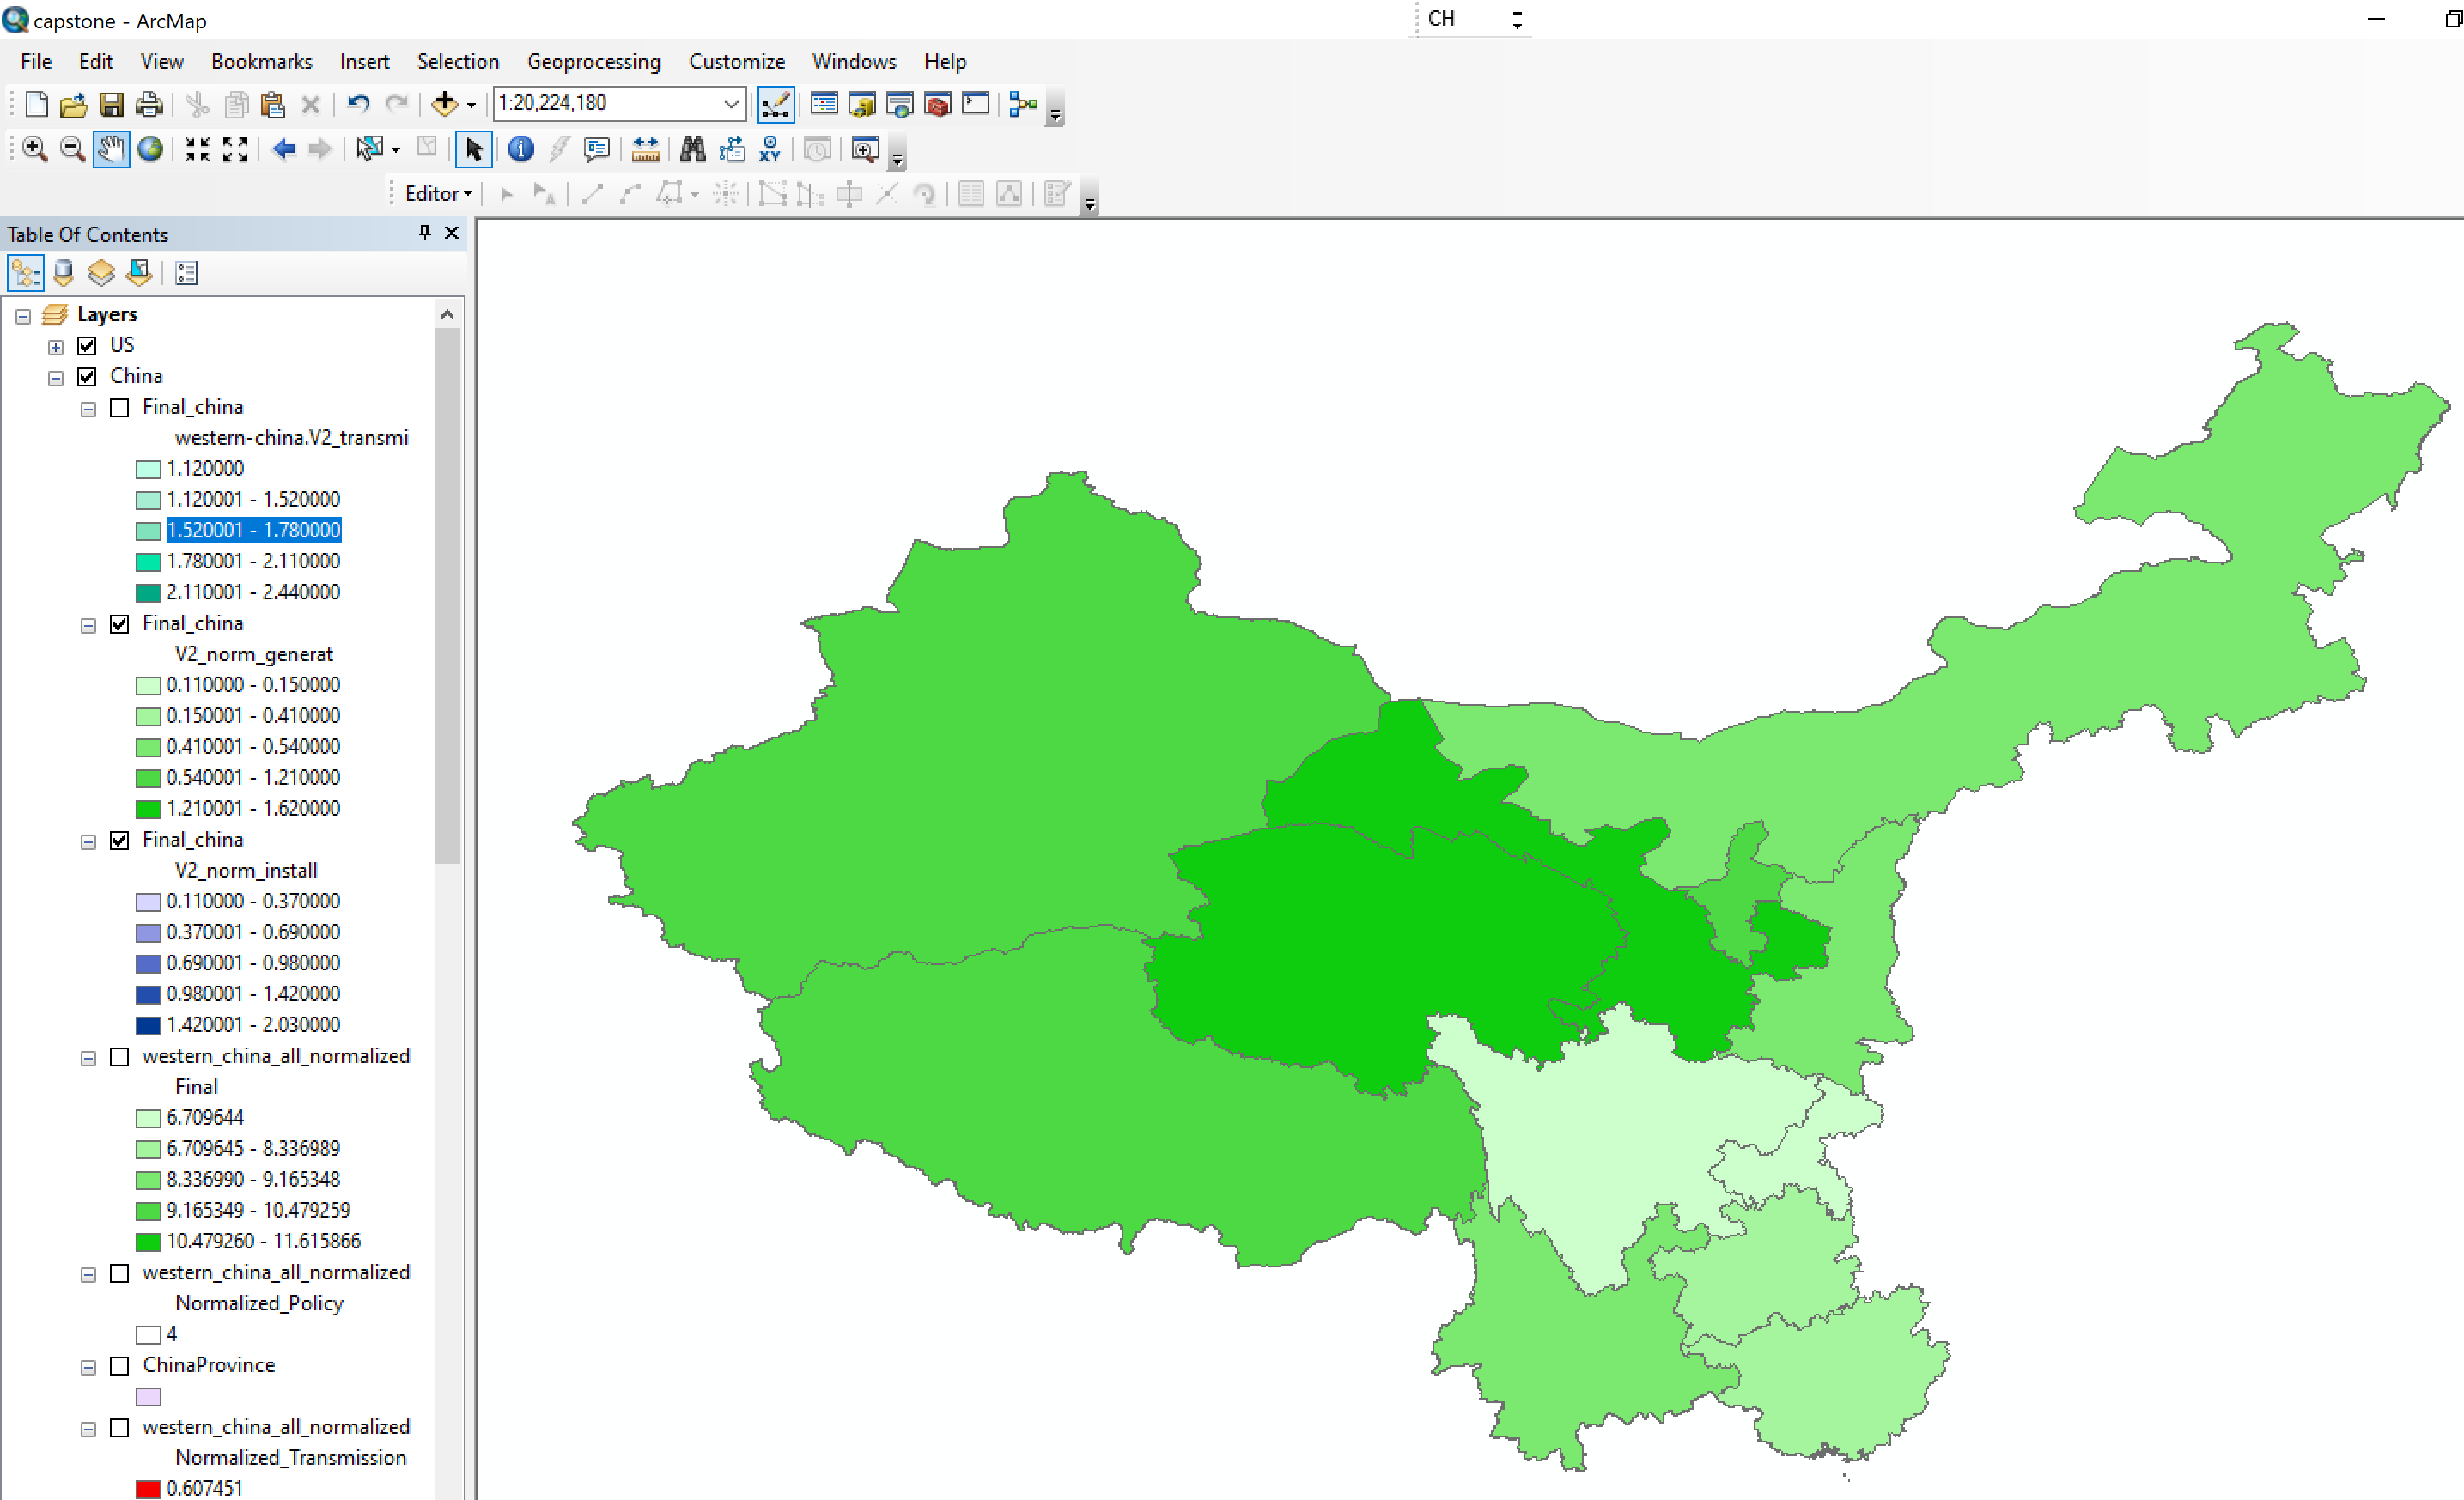 capstone - ArcMap
CH
File Edit View Bookmarks Insert Selection Geoprocessing Customize Windows Help
1:20,224,180
XY
Editor
Table Of Contents
Layers
US
China
Final_china
western-china.V2_transmi
1.120000
1.120001 - 1.520000
1.520001 - 1.780000
1.780001 - 2.110000
2.110001 - 2.440000
Final_china
V2_norm_generat
0.110000 - 0.150000
0.150001 - 0.410000
0.410001 - 0.540000
0.540001 - 1.210000
1.210001 - 1.620000
Final_china
V2_norm_install
0.110000 - 0.370000
0.370001 - 0.690000
0.690001 - 0.980000
0.980001 - 1.420000
1.420001 - 2.030000
western_china_all_normalized
Final
6.709644
6.709645 - 8.336989
8.336990 - 9.165348
9.165349 - 10.479259
10.479260 - 11.615866
western_china_all_normalized
Normalized_Policy
4
ChinaProvince
western_china_all_normalized
Normalized_Transmission
0.607451